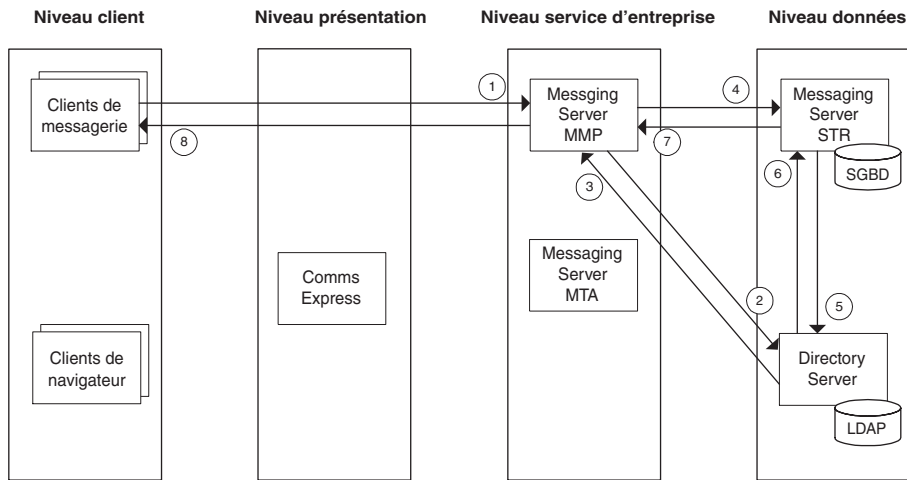 Niveau client
Niveau présentation
Niveau service d'entreprise
Niveau données
Clients de
messagerie
1
8
Messging
Server
MMP
4
7
Messaging
Server
STR
SGBD
3
6
Comms
Express
Messaging
Server
MTA
2
5
Clients de
navigateur
Directory
Server
LDAP